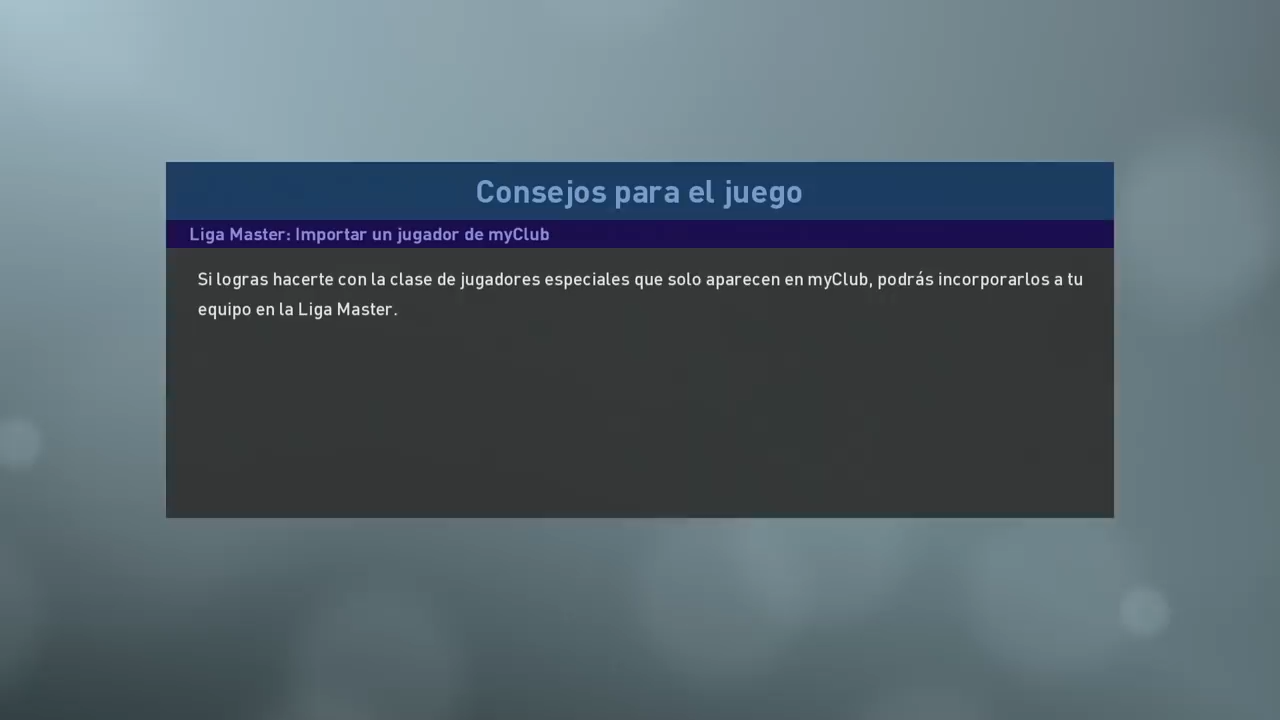 Consejos para el juego
Liga Master: Importar un jugador de myClub
Si logras hacerte con la clase de jugadores especiales que solo aparecen en myClub, podrás incorporarlos a tu
equipo en la Liga Master.